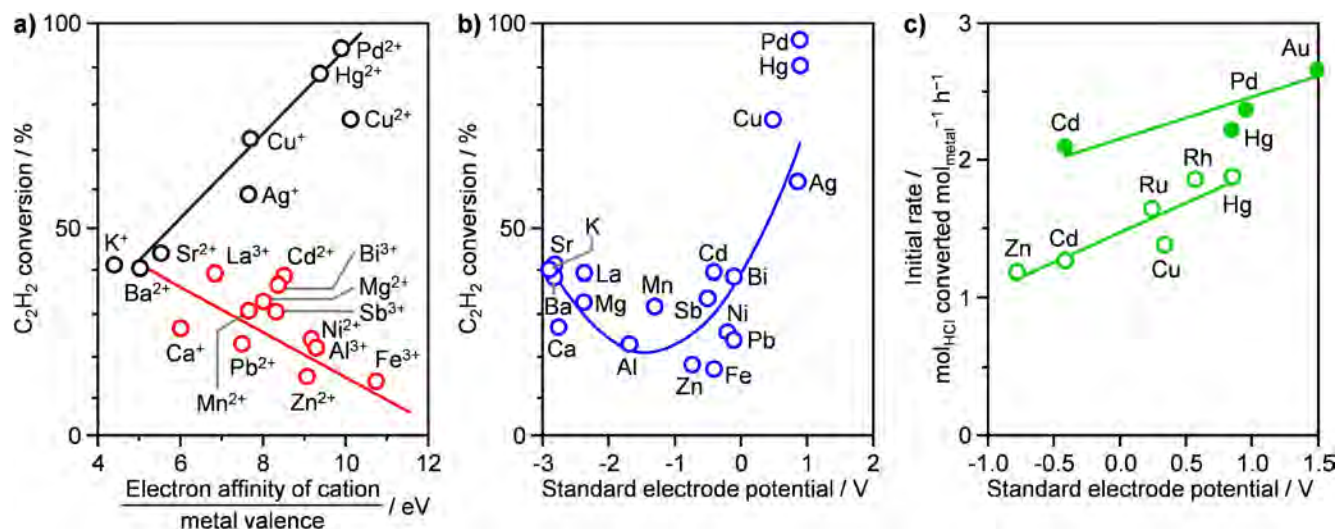 a)
C₂H₂ conversion / %
100
50
0
4
6
8
10
12
Electron affinity of cation
metal valence
/ eV
Pd²⁺
Hg²⁺
Cu²⁺
Cu⁺
Ag⁺
K⁺
Sr²⁺
Ba²⁺
La³⁺
Cd²⁺
Bi³⁺
Mg²⁺
Sb³⁺
Ca⁺
Pb²⁺
Ni²⁺
Al³⁺
Fe³⁺
Mn²⁺
Zn²⁺
b)
C₂H₂ conversion / %
100
50
0
-3
-2
-1
0
1
2
Standard electrode potential / V
Pd
Hg
Cu
Ag
K
Sr
La
Cd
Bi
Mn
Mg
Ba
Sb
Ni
Ca
Pb
Al
Zn
Fe
c)
Initial rate /
mol_HCl converted mol_metal⁻¹ h⁻¹
3
2
1
0
-1.0
-0.5
0.0
0.5
1.0
1.5
Standard electrode potential / V
Au
Pd
Cd
Hg
Rh
Ru
Hg
Zn
Cd
Cu